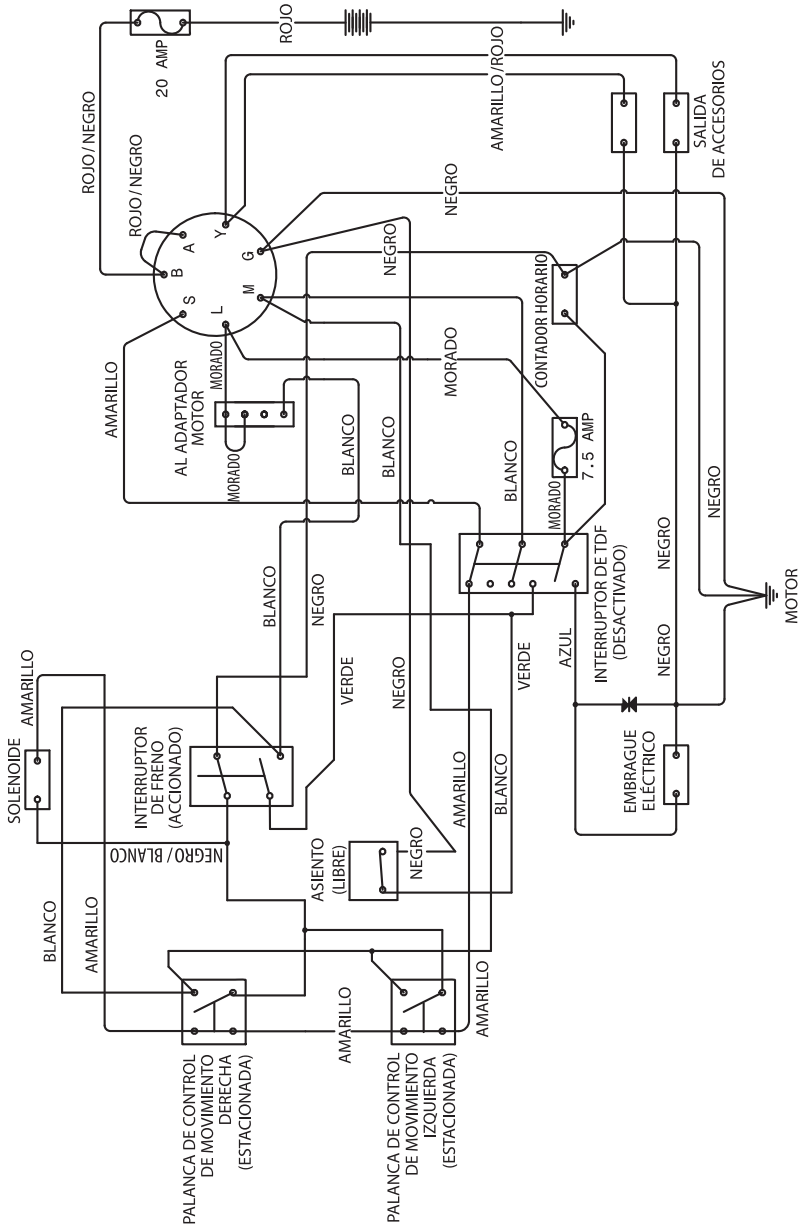 SOLENOIDE
AMARILLO
BLANCO
AMARILLO
NEGRO / BLANCO
INTERRUPTOR
DE FRENO
(ACCIONADO)
BLANCO
NEGRO
VERDE
AMARILLO
AL ADAPTADOR
MOTOR
MORADO
MORADO
BLANCO
BLANCO
ROJO / NEGRO
ROJO / NEGRO
20 AMP
ROJO
B
A
S
Y
L
G
M
AMARILLO / ROJO
NEGRO
NEGRO
MORADO
CONTADOR HORARIO
SALIDA
DE ACCESORIOS
7.5 AMP
MORADO
BLANCO
INTERRUPTOR DE TDF
(DESACTIVADO)
AZUL
VERDE
NEGRO
AMARILLO
BLANCO
ASIENTO
(LIBRE)
NEGRO
EMBRAGUE
ELÉCTRICO
NEGRO
NEGRO
NEGRO
MOTOR
PALANCA DE CONTROL
DE MOVIMIENTO
DERECHA
(ESTACIONADA)
AMARILLO
PALANCA DE CONTROL
DE MOVIMIENTO
IZQUIERDA
(ESTACIONADA)
AMARILLO